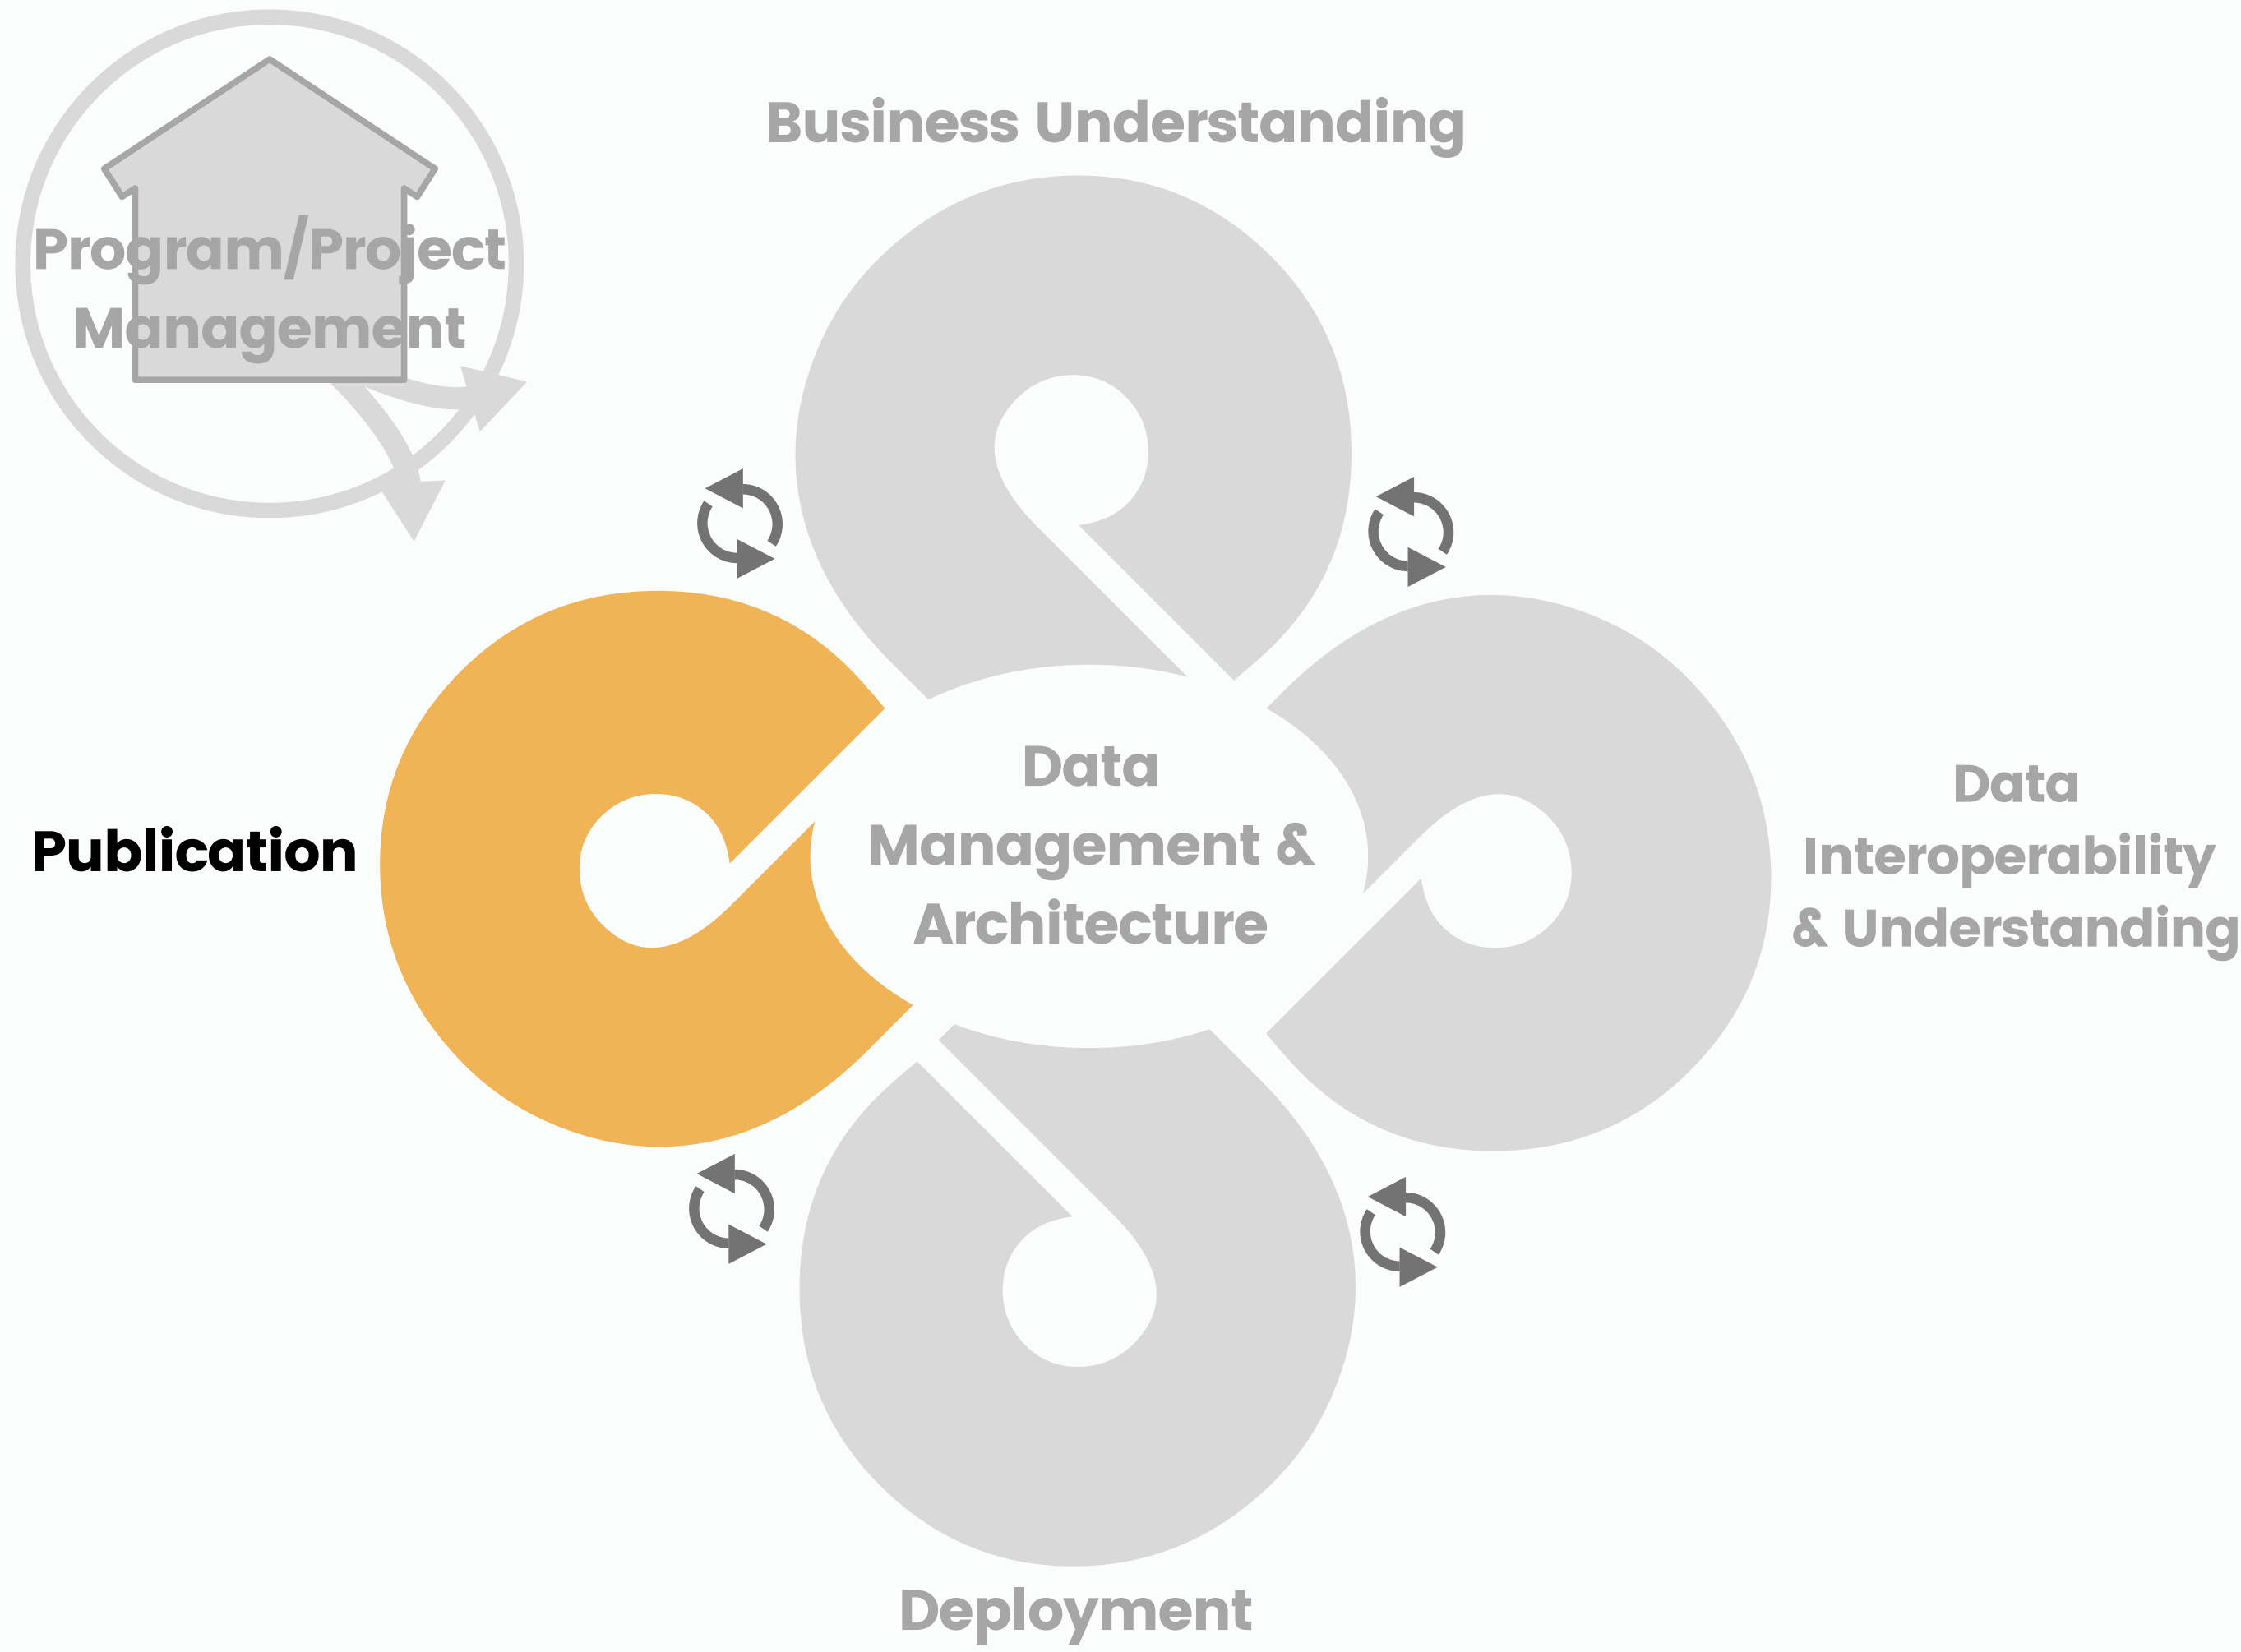 Business Understanding
Program/Project
Management
Data
Management &
Architecture
Data
Interoperability
& Understanding
Publication
Deployment